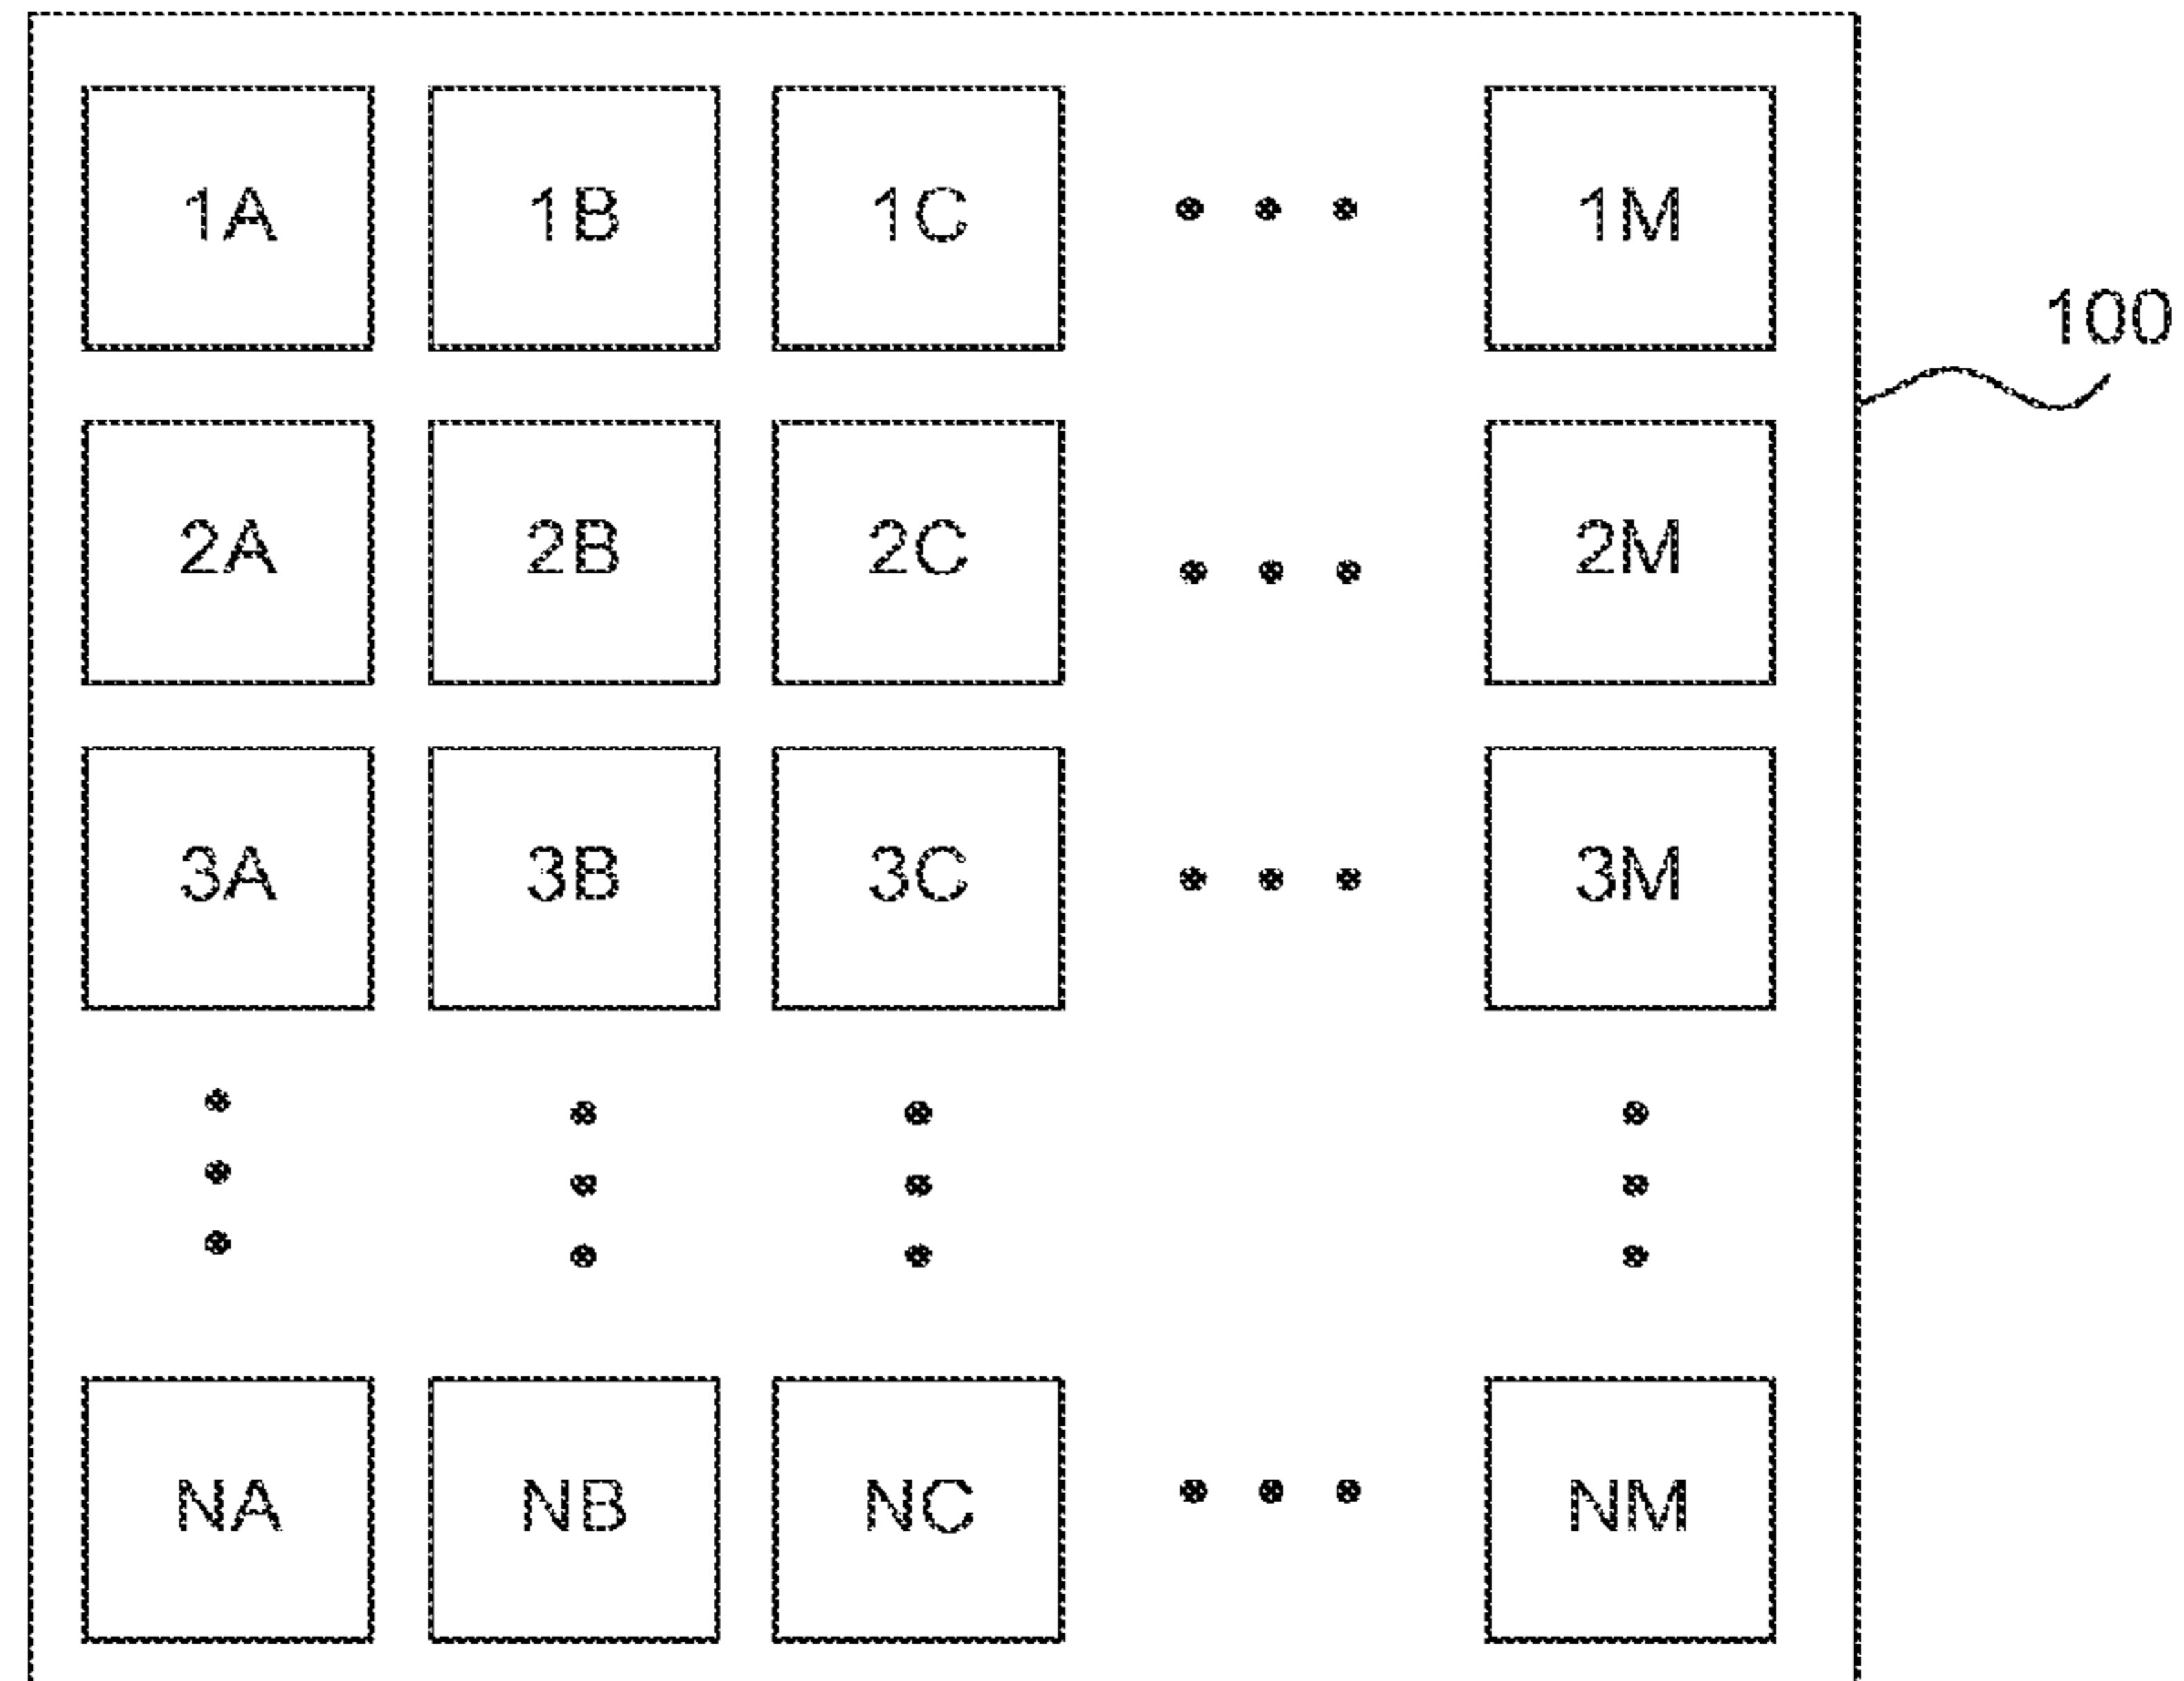 1A 1B 1C • • • 1M
100
2A 2B 2C • • • 2M
3A 3B 3C • • • 3M
NA NB NC • • • NM